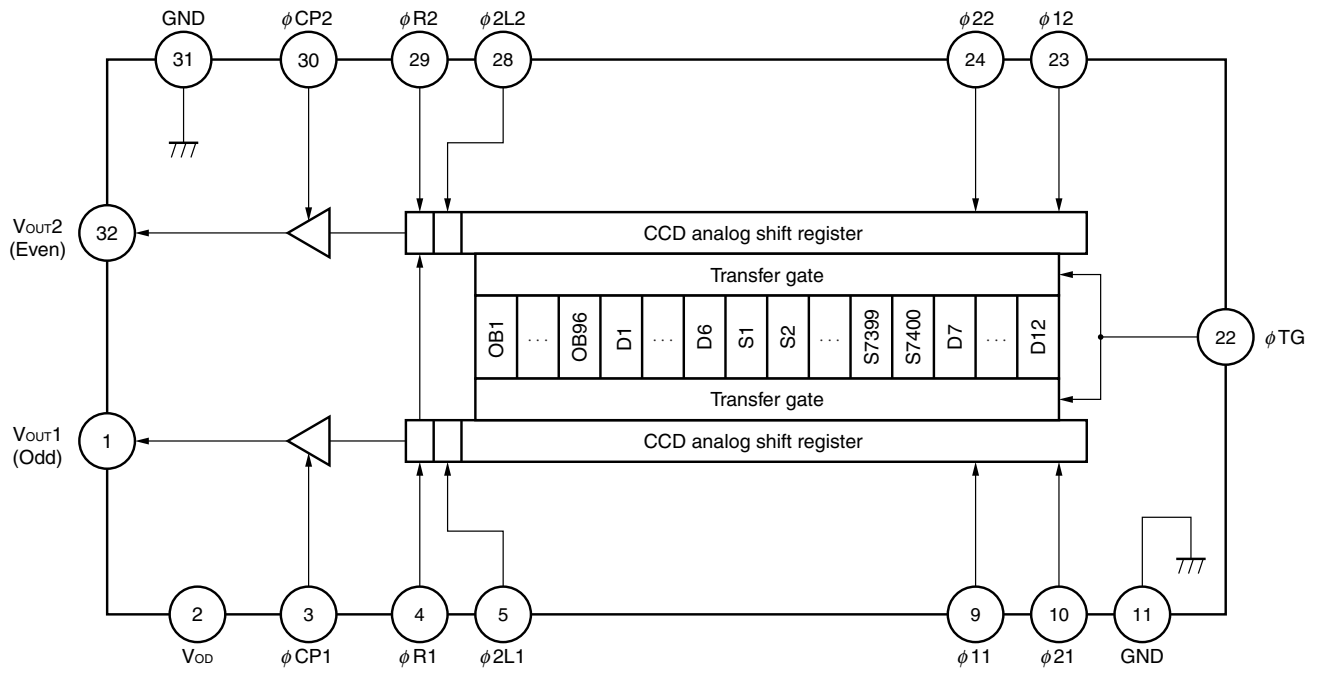 GND
φCP2
φR2
φ2L2
φ22
φ12
31
30
29
28
24
23
VOUT2
(Even)
32
CCD analog shift register
Transfer gate
OB1
···
OB96
D1
···
D6
S1
S2
···
S7399
S7400
D7
···
D12
22
φTG
Transfer gate
VOUT1
(Odd)
1
CCD analog shift register
2
3
4
5
9
10
11
VOD
φCP1
φR1
φ2L1
φ11
φ21
GND